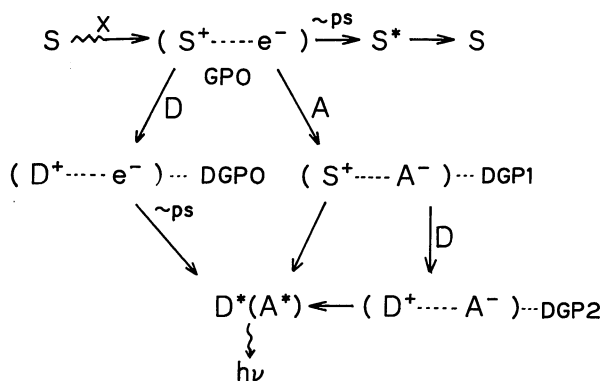 X ~ps
S → ( S⁺ ····· e⁻ ) → S* → S
GPO
D A
( D⁺ ····· e⁻ ) ··· DGPO ( S⁺ ····· A⁻ ) ··· DGP1
~ps D
D*(A*) ← ( D⁺ ····· A⁻ ) ··· DGP2
hν